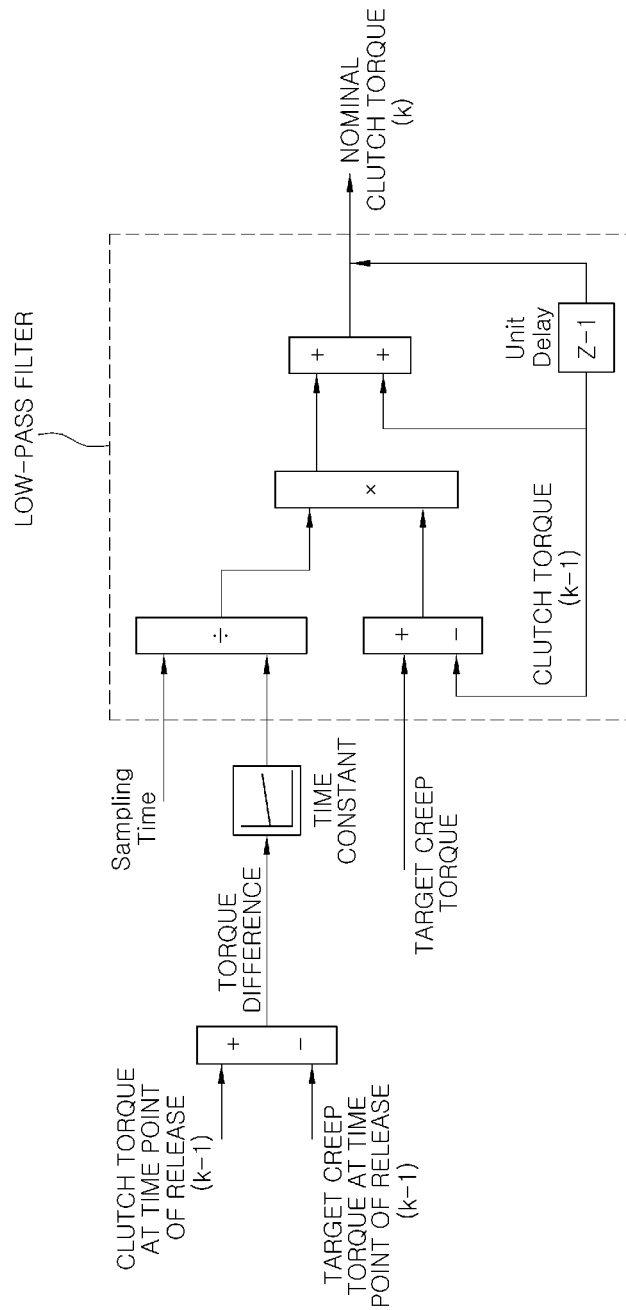 LOW-PASS FILTER
CLUTCH TORQUE
AT TIME POINT
OF RELEASE
(k-1)
+
-
TARGET CREEP
TORQUE AT TIME
POINT OF RELEASE
(k-1)
TORQUE
DIFFERENCE
TIME
CONSTANT
Sampling
Time
÷
TARGET CREEP
TORQUE
+
-
×
CLUTCH TORQUE
(k-1)
+
+
Unit
Delay
Z-1
NOMINAL
CLUTCH TORQUE
(k)